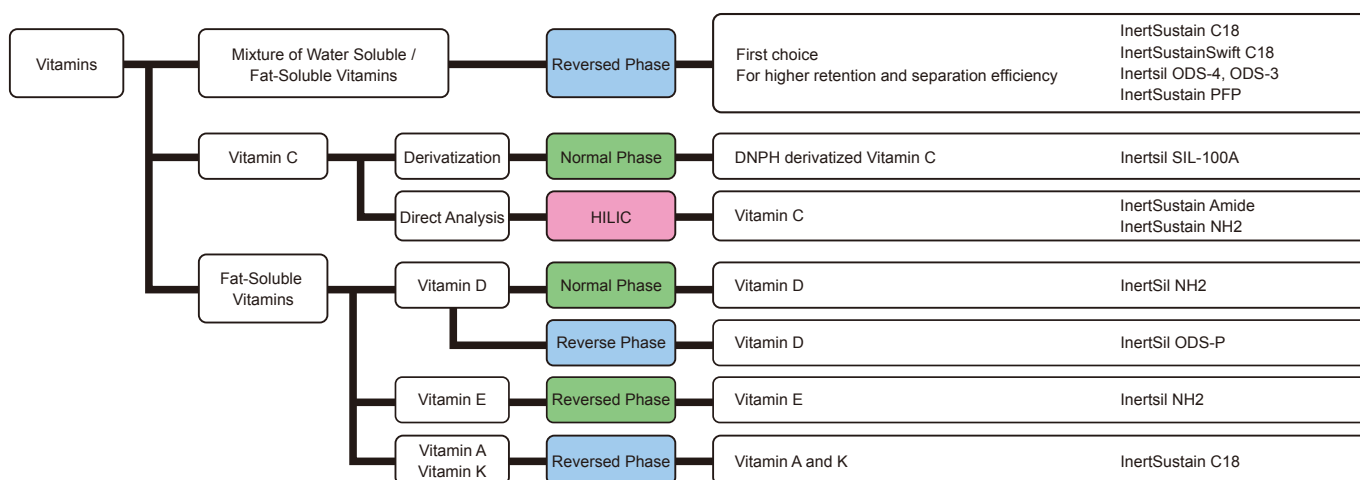 Vitamins
Mixture of Water Soluble /
Fat-Soluble Vitamins
Reversed Phase
First choice
For higher retention and separation efficiency
InertSustain C18
InertSustainSwift C18
Inertsil ODS-4, ODS-3
InertSustain PFP
Vitamin C
Derivatization
Normal Phase
DNPH derivatized Vitamin C
Inertsil SIL-100A
Direct Analysis
HILIC
Vitamin C
InertSustain Amide
InertSustain NH2
Fat-Soluble
Vitamins
Vitamin D
Normal Phase
Vitamin D
InertSil NH2
Reverse Phase
Vitamin D
InertSil ODS-P
Vitamin E
Reversed Phase
Vitamin E
Inertsil NH2
Vitamin A
Vitamin K
Reversed Phase
Vitamin A and K
InertSustain C18